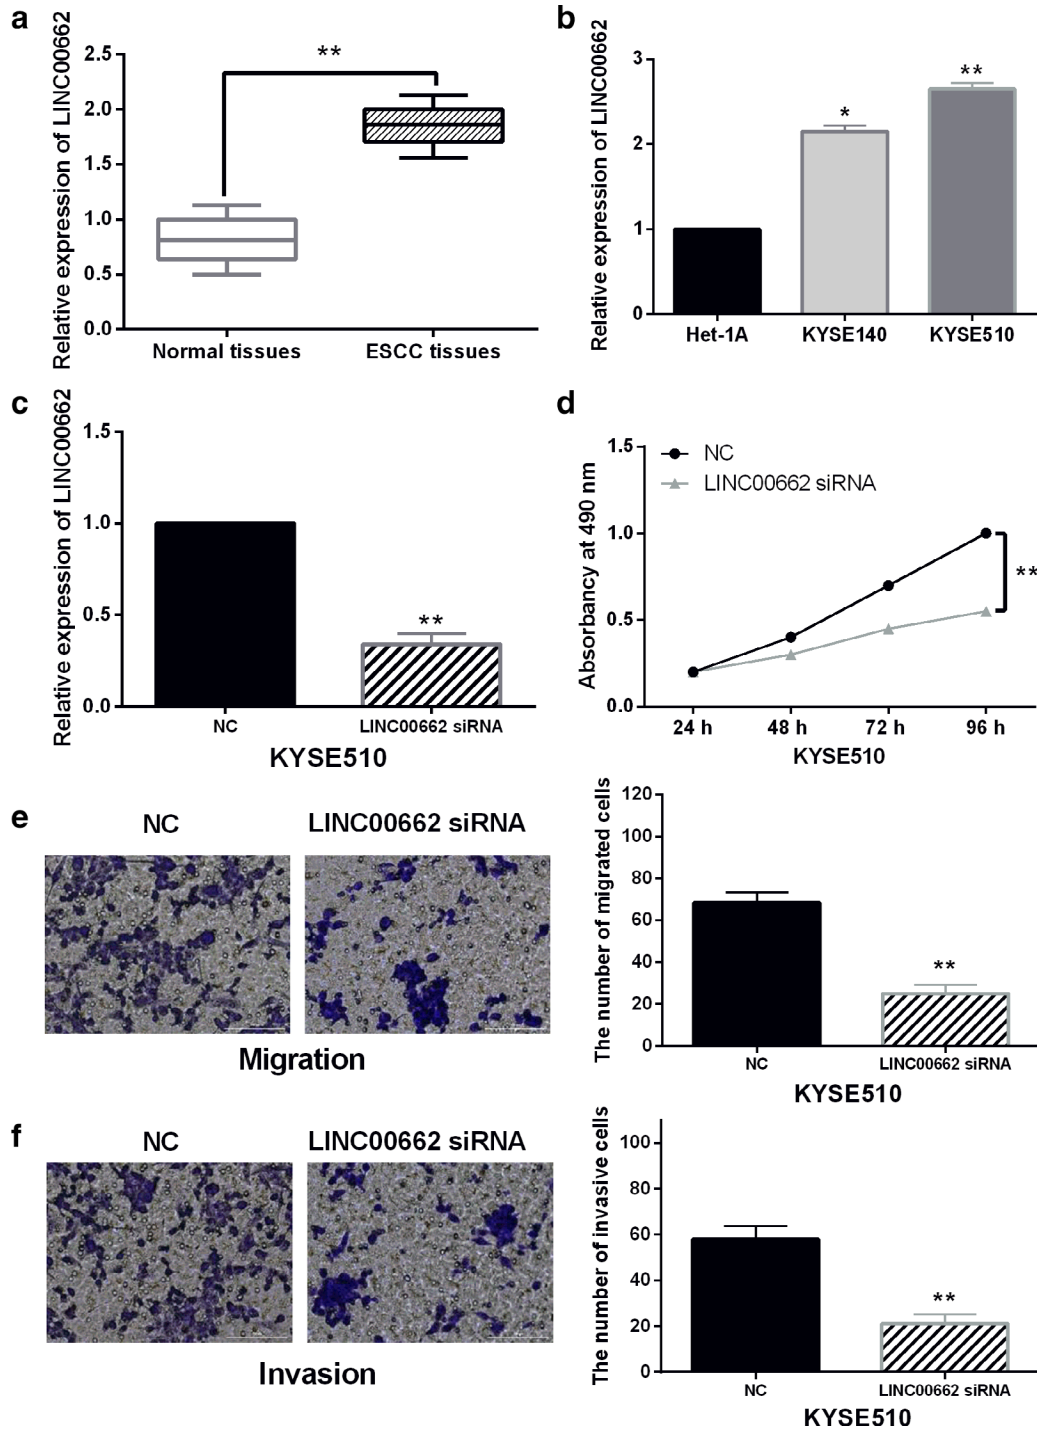 a
Relative expression of LINC00662
2.5
2.0
1.5
1.0
0.5
0.0
**
Normal tissues
ESCC tissues
b
Relative expression of LINC00662
3
2
1
0
*
**
Het-1A
KYSE140
KYSE510
c
Relative expression of LINC00662
1.5
1.0
0.5
0.0
**
NC
LINC00662 siRNA
KYSE510
d
Absorbancy at 490 nm
1.5
1.0
0.5
0.0
NC
LINC00662 siRNA
**
24 h
48 h
72 h
96 h
KYSE510
e
NC
LINC00662 siRNA
Migration
The number of migrated cells
120
100
80
60
40
20
0
**
NC
LINC00662 siRNA
KYSE510
f
NC
LINC00662 siRNA
Invasion
The number of invasive cells
100
80
60
40
20
0
**
NC
LINC00662 siRNA
KYSE510